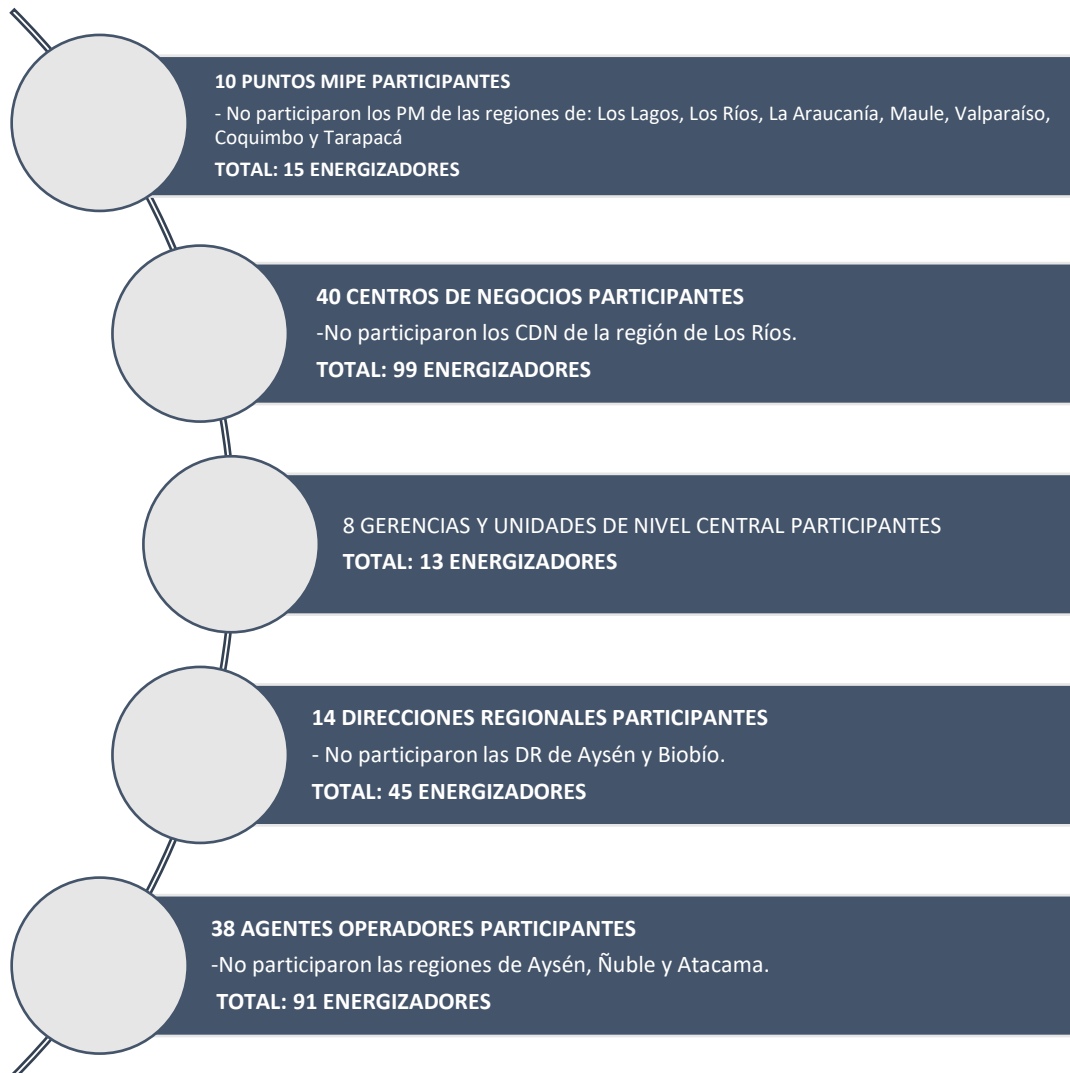 10 PUNTOS MIPE PARTICIPANTES
- No participaron los PM de las regiones de: Los Lagos, Los Ríos, La Araucanía, Maule, Valparaíso,
Coquimbo y Tarapacá
TOTAL: 15 ENERGIZADORES
40 CENTROS DE NEGOCIOS PARTICIPANTES
-No participaron los CDN de la región de Los Ríos.
TOTAL: 99 ENERGIZADORES
8 GERENCIAS Y UNIDADES DE NIVEL CENTRAL PARTICIPANTES
TOTAL: 13 ENERGIZADORES
14 DIRECCIONES REGIONALES PARTICIPANTES
- No participaron las DR de Aysén y Biobío.
TOTAL: 45 ENERGIZADORES
38 AGENTES OPERADORES PARTICIPANTES
-No participaron las regiones de Aysén, Ñuble y Atacama.
TOTAL: 91 ENERGIZADORES